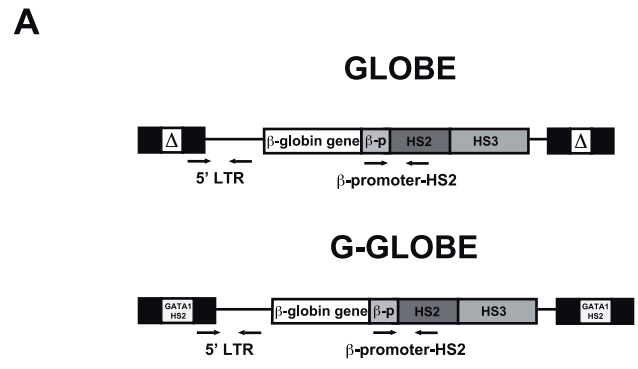 A
GLOBE
Δ β-globin gene β-p HS2 HS3 Δ
5' LTR β-promoter-HS2
G-GLOBE
GATA1 HS2 β-globin gene β-p HS2 HS3 GATA1 HS2
5' LTR β-promoter-HS2